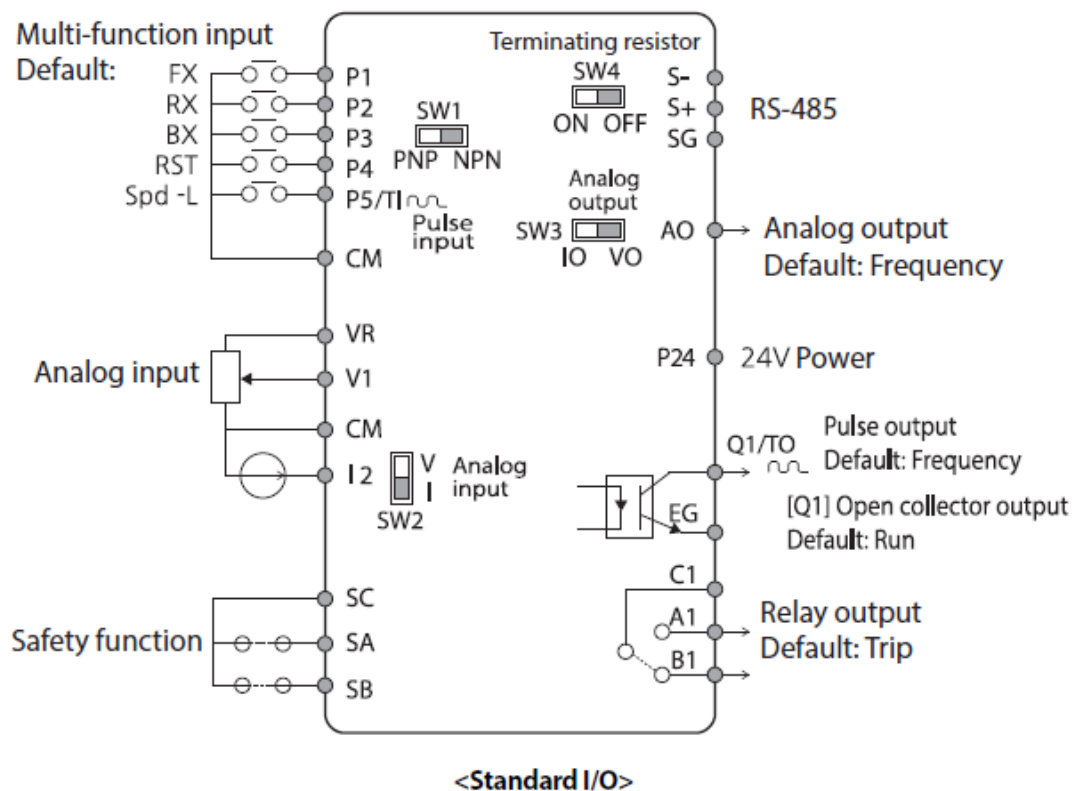 Multi-function input
Default:
FX
RX
BX
RST
Spd -L
P1
P2
P3
P4
P5/TI
Pulse
input
CM
SW1
PNP NPN
Terminating resistor
SW4
ON OFF
S-
S+
SG
RS-485
Analog
output
SW3
IO VO
AO
Analog output
Default: Frequency
Analog input
VR
V1
CM
I2
V
I
Analog
input
SW2
P24
24V Power
Q1/TO
Pulse output
Default: Frequency
EG
[Q1] Open collector output
Default: Run
C1
A1
B1
Relay output
Default: Trip
Safety function
SC
SA
SB
<Standard I/O>